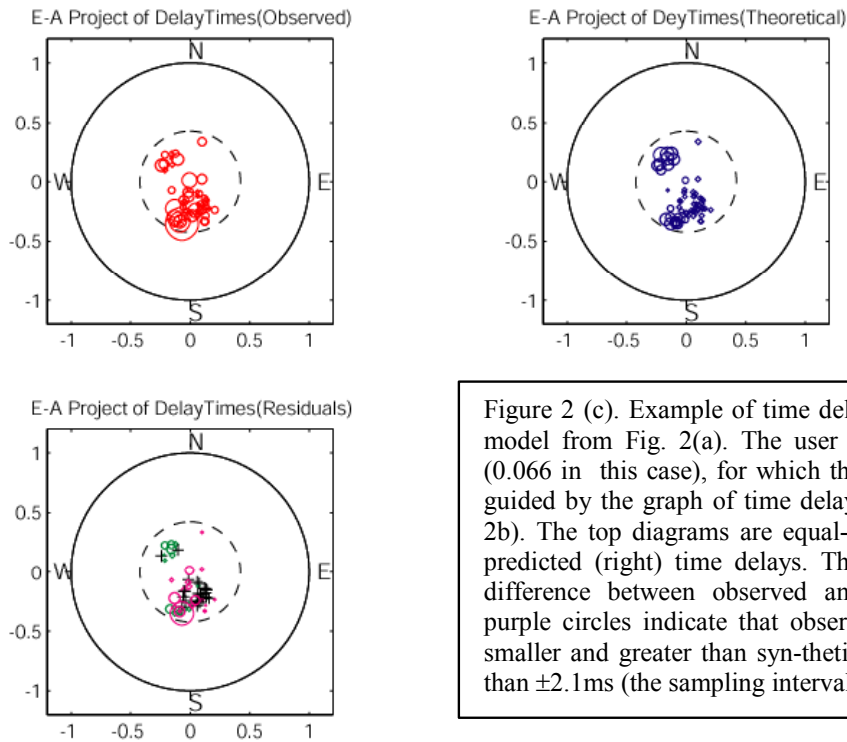 E-A Project of DelayTimes(Observed)
N
1
0.5
0
W
E
-0.5
-1
S
-1 -0.5 0 0.5 1
E-A Project of DeyTimes(Theoretical)
N
1
0.5
0
W
E
-0.5
-1
S
-1 -0.5 0 0.5 1
E-A Project of DelayTimes(Residuals)
N
1
0.5
0
W
E
-0.5
-1
S
-1 -0.5 0 0.5 1
Figure 2 (c). Example of time del
model from Fig. 2(a). The user
(0.066 in this case), for which th
guided by the graph of time delay
2b). The top diagrams are equal-
predicted (right) time delays. Th
difference between observed an
purple circles indicate that obser
smaller and greater than syn-theti
than ±2.1ms (the sampling interval